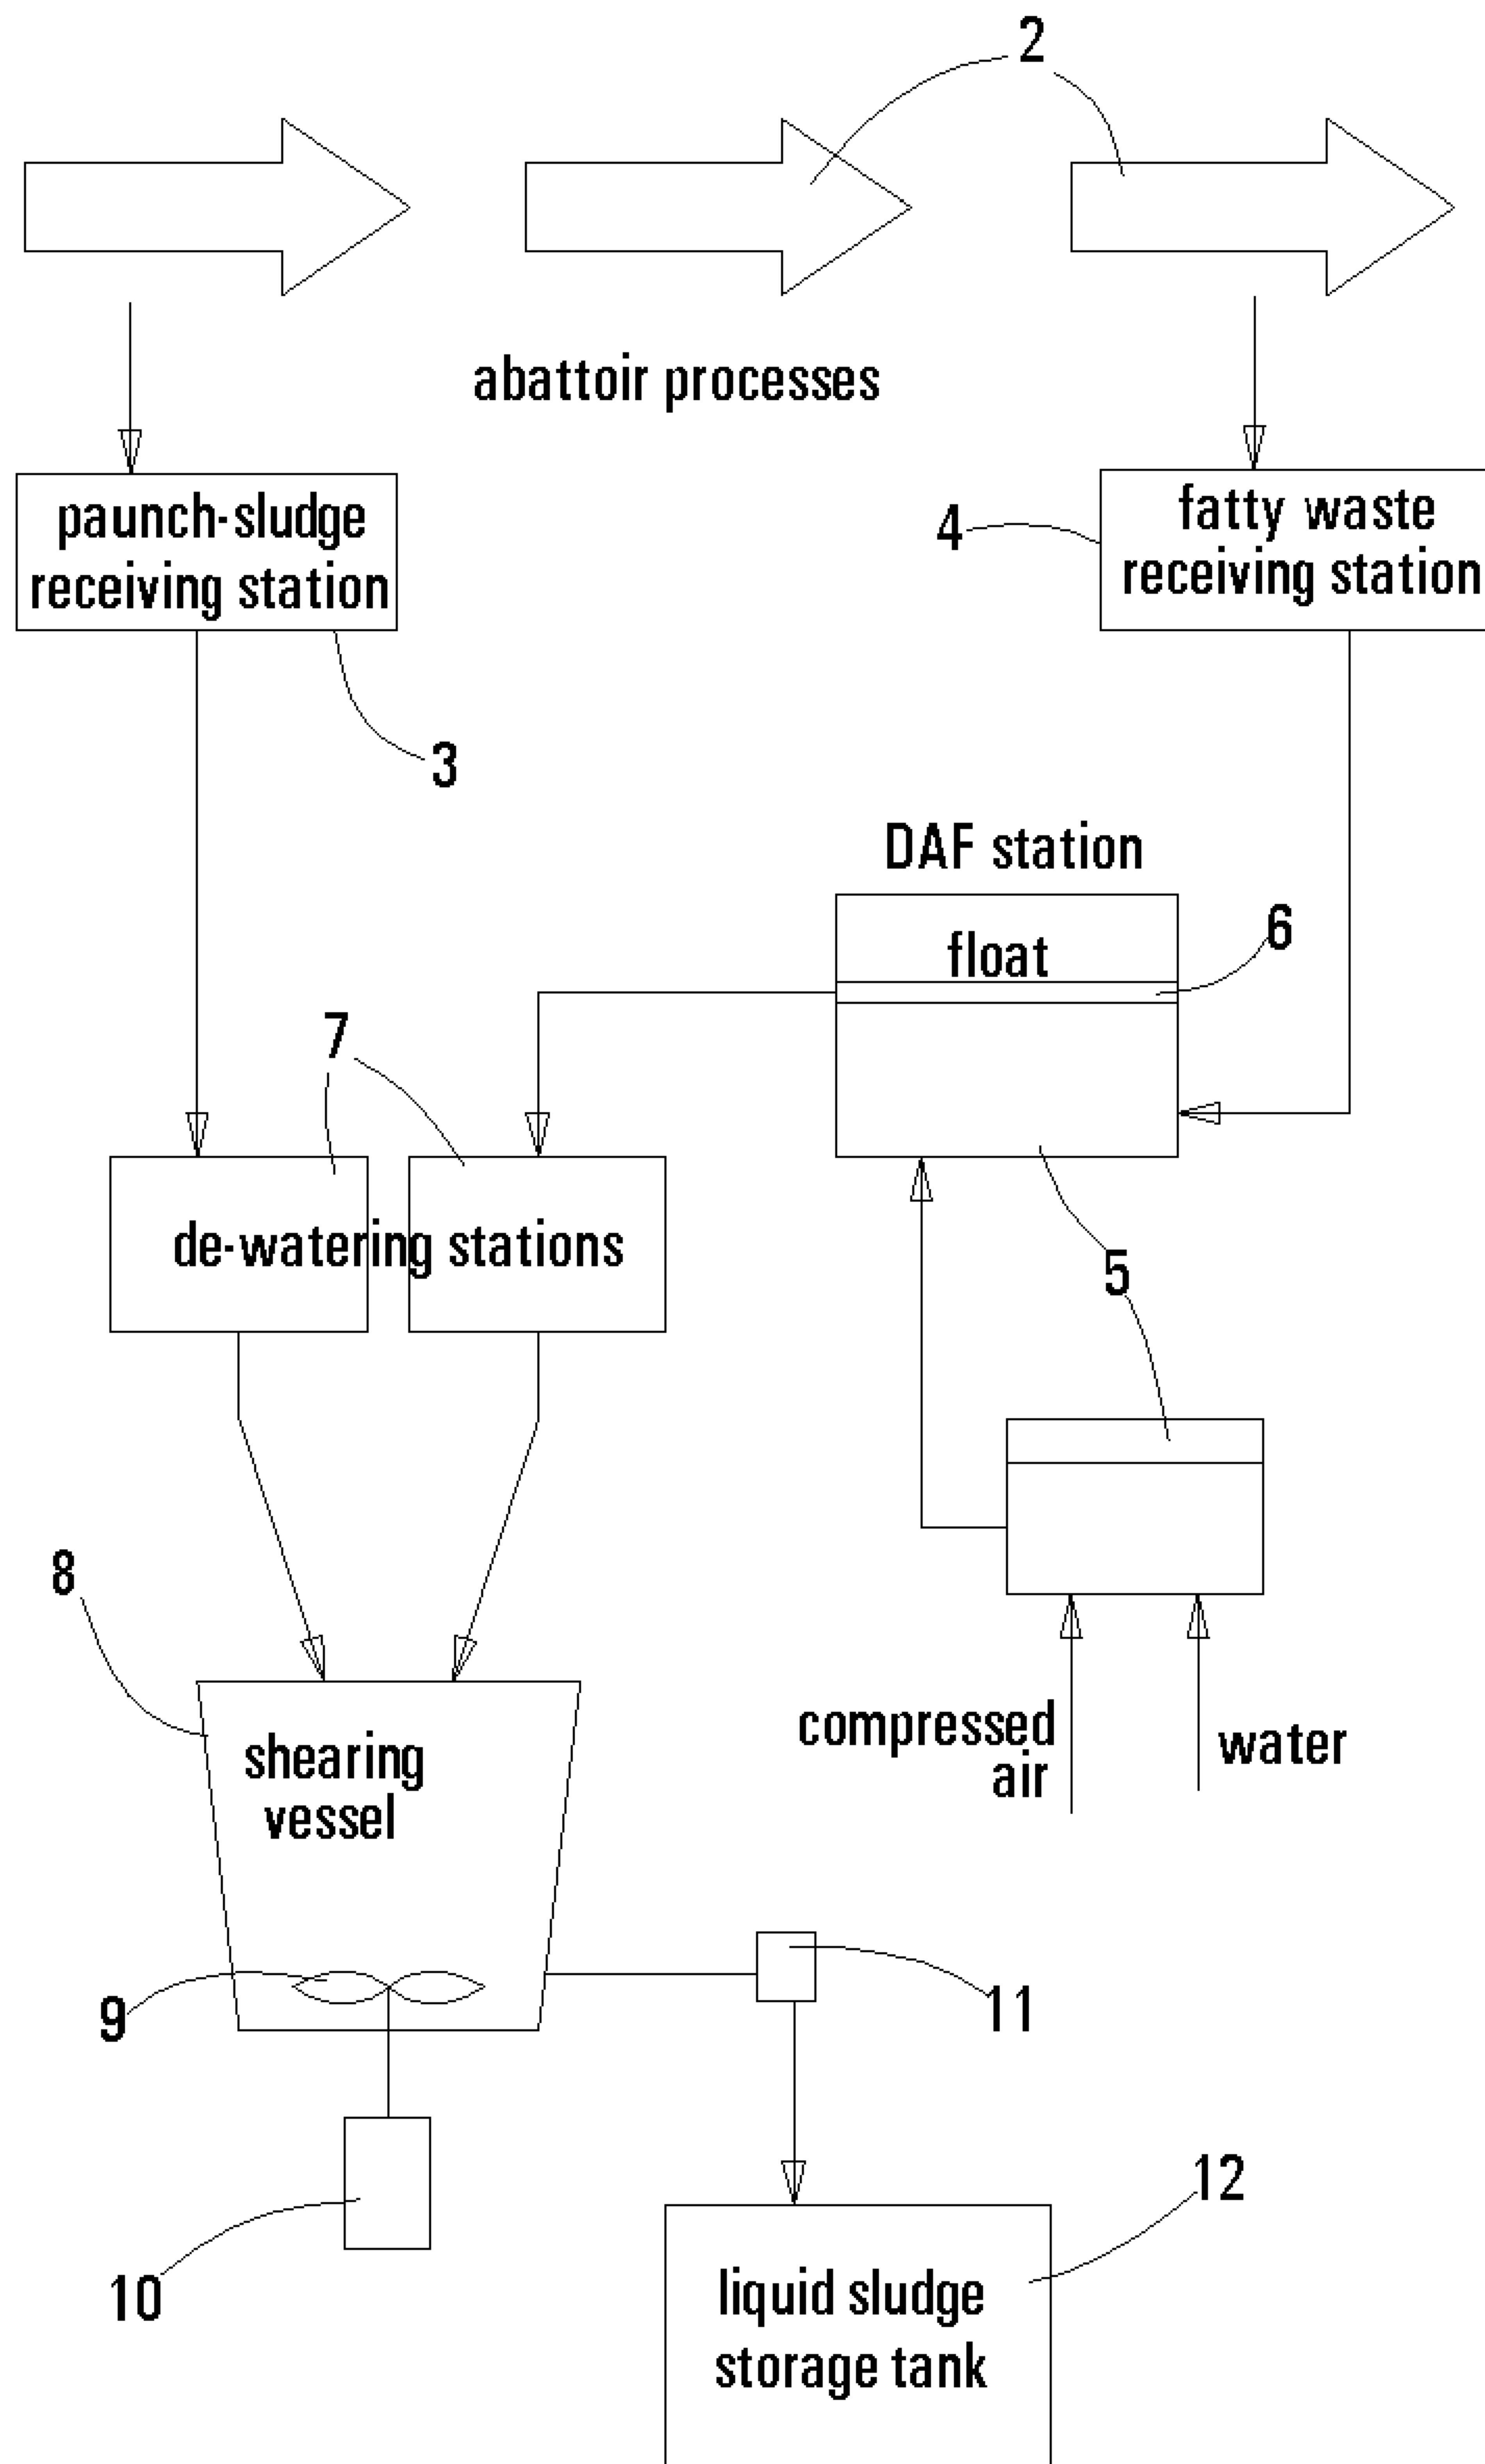 2
abattoir processes
paunch-sludge
receiving station
3
4
fatty waste
receiving station
DAF station
float
6
7
de-watering stations
5
8
shearing
vessel
compressed
air
water
9
11
10
12
liquid sludge
storage tank